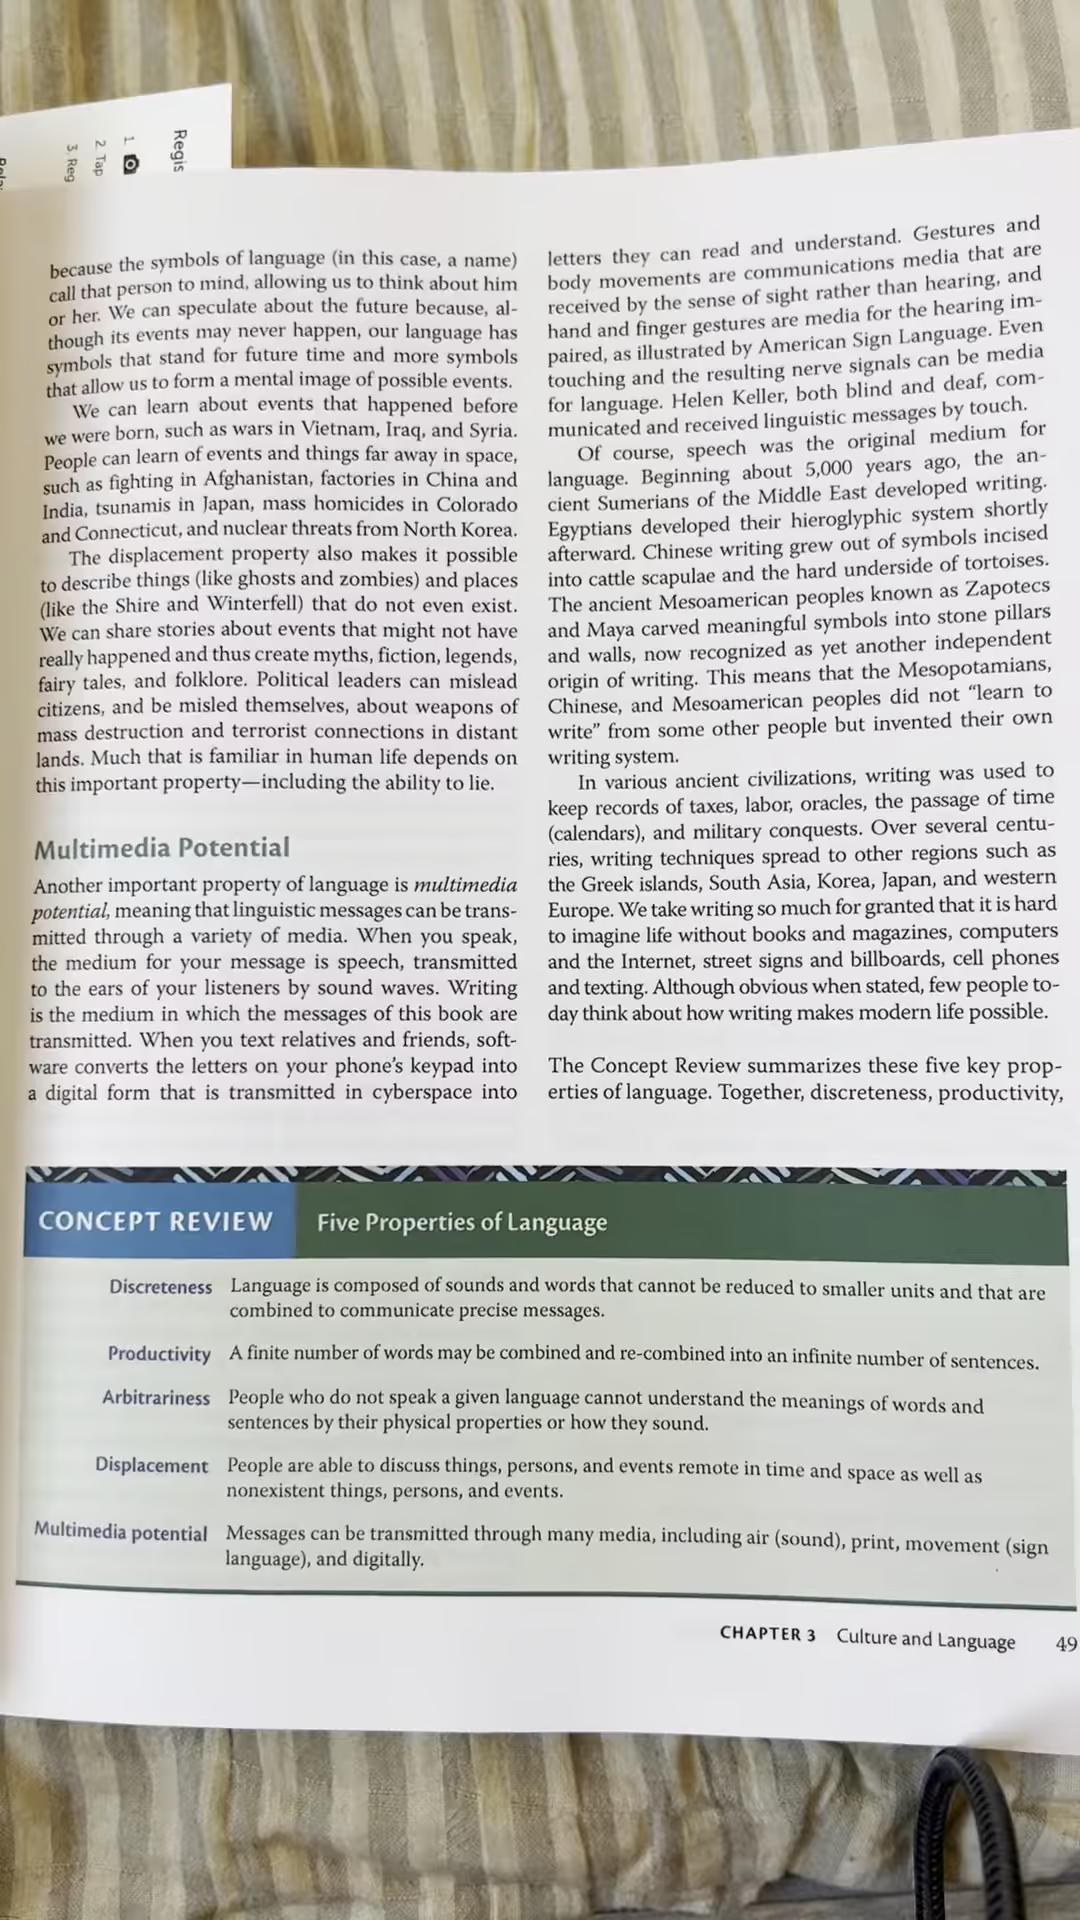 Regis
1.
2. Tap
3. Reg
because the symbols of language (in this case, a name)
call that person to mind, allowing us to think about him
or her. We can speculate about the future because, al-
though its events may never happen, our language has
symbols that stand for future time and more symbols
that allow us to form a mental image of possible events.
We can learn about events that happened before
we were born, such as wars in Vietnam, Iraq, and Syria.
People can learn of events and things far away in space,
such as fighting in Afghanistan, factories in China and
India, tsunamis in Japan, mass homicides in Colorado
and Connecticut, and nuclear threats from North Korea.
The displacement property also makes it possible
to describe things (like ghosts and zombies) and places
(like the Shire and Winterfell) that do not even exist.
We can share stories about events that might not have
really happened and thus create myths, fiction, legends,
fairy tales, and folklore. Political leaders can mislead
citizens, and be misled themselves, about weapons of
mass destruction and terrorist connections in distant
lands. Much that is familiar in human life depends on
this important property—including the ability to lie.
Multimedia Potential
Another important property of language is multimedia
potential, meaning that linguistic messages can be trans-
mitted through a variety of media. When you speak,
the medium for your message is speech, transmitted
to the ears of your listeners by sound waves. Writing
is the medium in which the messages of this book are
transmitted. When you text relatives and friends, soft-
ware converts the letters on your phone's keypad into
a digital form that is transmitted in cyberspace into
letters they can read and understand. Gestures and
body movements are communications media that are
received by the sense of sight rather than hearing, and
hand and finger gestures are media for the hearing im-
paired, as illustrated by American Sign Language. Even
touching and the resulting nerve signals can be media
for language. Helen Keller, both blind and deaf, com-
municated and received linguistic messages by touch.
Of course, speech was the original medium for
language. Beginning about 5,000 years ago, the an-
cient Sumerians of the Middle East developed writing.
Egyptians developed their hieroglyphic system shortly
afterward. Chinese writing grew out of symbols incised
into cattle scapulae and the hard underside of tortoises.
The ancient Mesoamerican peoples known as Zapotecs
and Maya carved meaningful symbols into stone pillars
and walls, now recognized as yet another independent
origin of writing. This means that the Mesopotamians,
Chinese, and Mesoamerican peoples did not "learn to
write" from some other people but invented their own
writing system.
In various ancient civilizations, writing was used to
keep records of taxes, labor, oracles, the passage of time
(calendars), and military conquests. Over several centu-
ries, writing techniques spread to other regions such as
the Greek islands, South Asia, Korea, Japan, and western
Europe. We take writing so much for granted that it is hard
to imagine life without books and magazines, computers
and the Internet, street signs and billboards, cell phones
and texting. Although obvious when stated, few people to-
day think about how writing makes modern life possible.
The Concept Review summarizes these five key prop-
erties of language. Together, discreteness, productivity,
CONCEPT REVIEW Five Properties of Language
Discreteness Language is composed of sounds and words that cannot be reduced to smaller units and that are
combined to communicate precise messages.
Productivity A finite number of words may be combined and re-combined into an infinite number of sentences.
Arbitrariness People who do not speak a given language cannot understand the meanings of words and
sentences by their physical properties or how they sound.
Displacement People are able to discuss things, persons, and events remote in time and space as well as
nonexistent things, persons, and events.
Multimedia potential Messages can be transmitted through many media, including air (sound), print, movement (sign
language), and digitally.
CHAPTER 3 Culture and Language 49